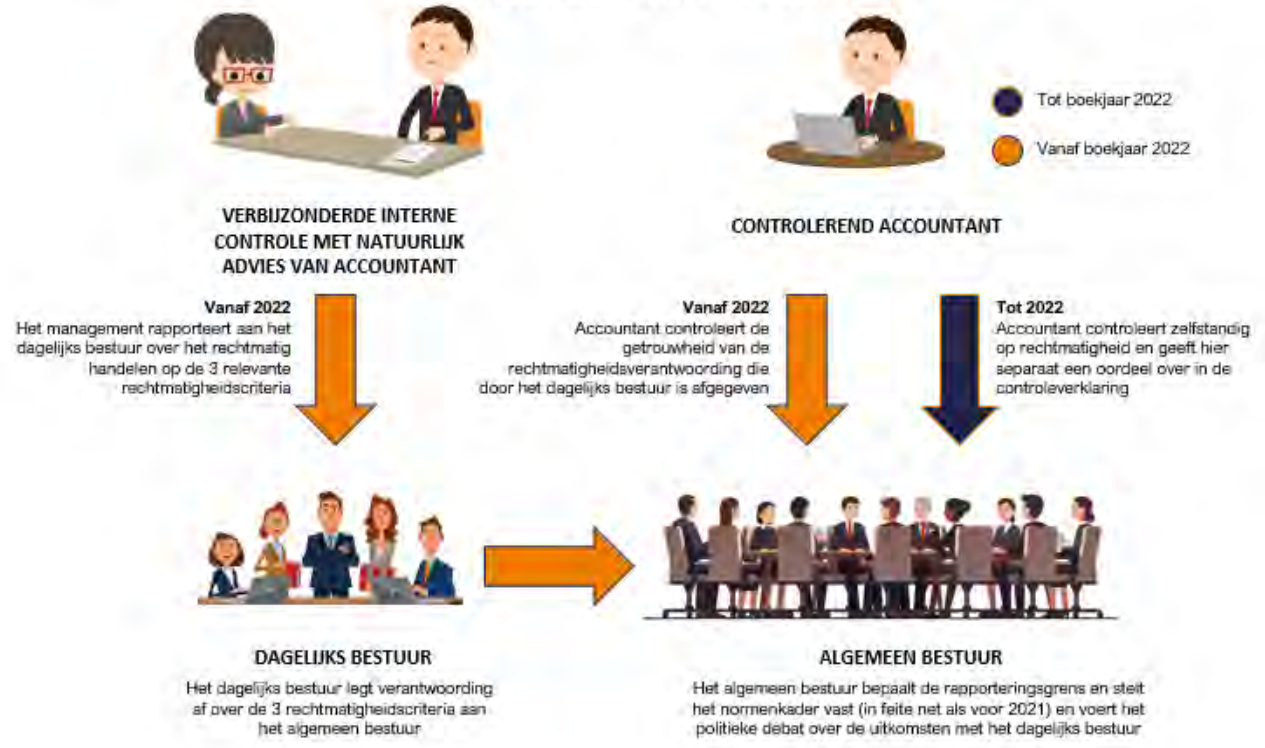 Tot boekjaar 2022
Vanaf boekjaar 2022
VERBIJZONDERDE INTERNE
CONTROLE MET NATUURLIJK
ADVIES VAN ACCOUNTANT
CONTROLEREND ACCOUNTANT
Vanaf 2022
Het management rapporteert aan het
dagelijks bestuur over het rechtmatig
handelen op de 3 relevante
rechtmatigheidscriteria
Vanaf 2022
Accountant controleert de
getrouwheid van de
rechtmatigheidsverantwoording die
door het dagelijks bestuur is afgegeven
Tot 2022
Accountant controleert zelfstandig
op rechtmatigheid en geeft hier
separaat een oordeel over in de
controleverklaring
DAGELIJKS BESTUUR
Het dagelijks bestuur legt verantwoording
af over de 3 rechtmatigheidscriteria aan
het algemeen bestuur
ALGEMEEN BESTUUR
Het algemeen bestuur bepaalt de rapporteringsgrens en stelt
het normenkader vast (in feite net als voor 2021) en voert het
politieke debat over de uitkomsten met het dagelijks bestuur